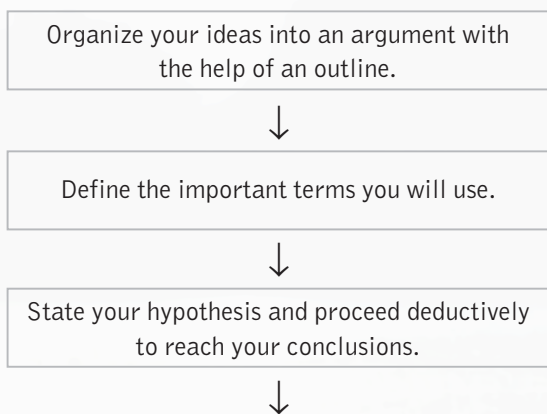 Organize your ideas into an argument with
the help of an outline.
↓
Define the important terms you will use.
↓
State your hypothesis and proceed deductively
to reach your conclusions.
↓